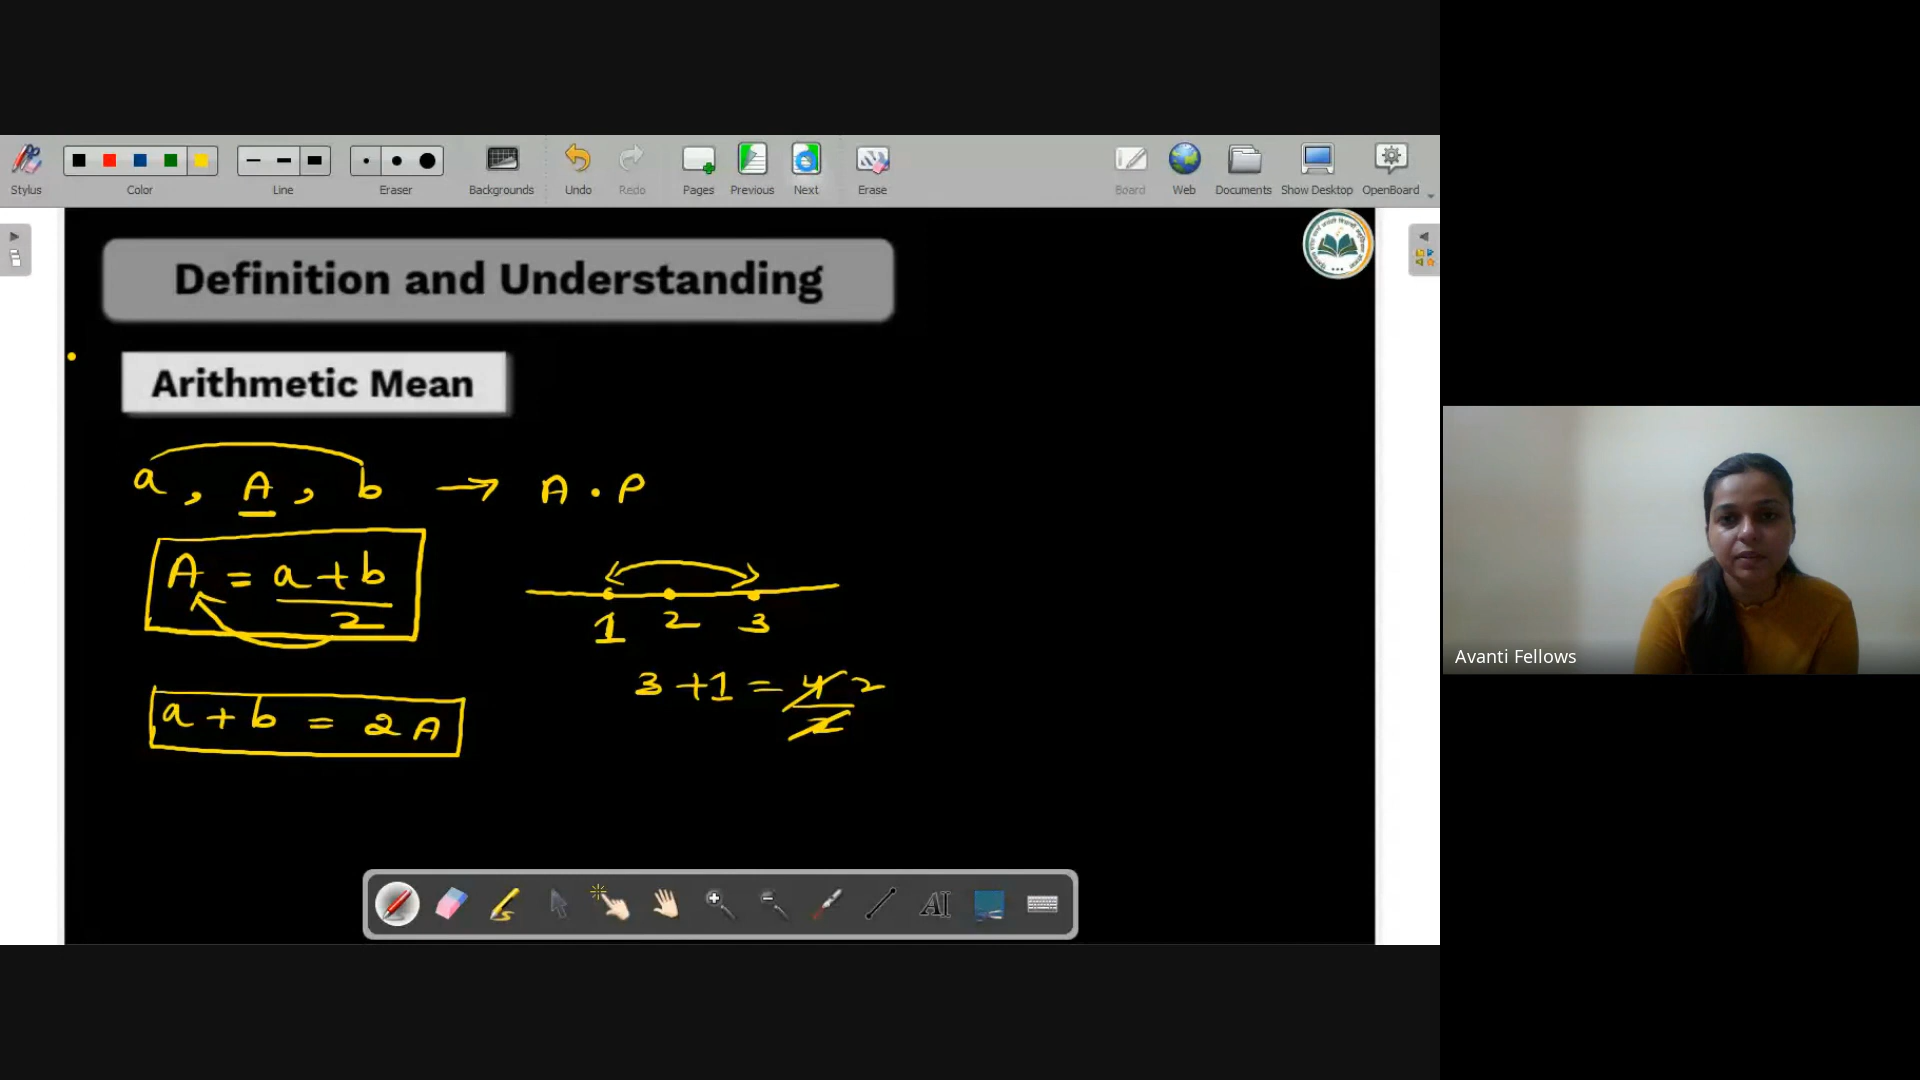 Stylus Color Line Eraser Backgrounds Undo Redo Pages Previous Next Erase Board Web Documents Show Desktop OpenBoard
Definition and Understanding
Arithmetic Mean
a, A, b → A.P
A = a+b/2
1 2 3
3+1 = 4/2 2
a+b = 2A
AI
Avanti Fellows